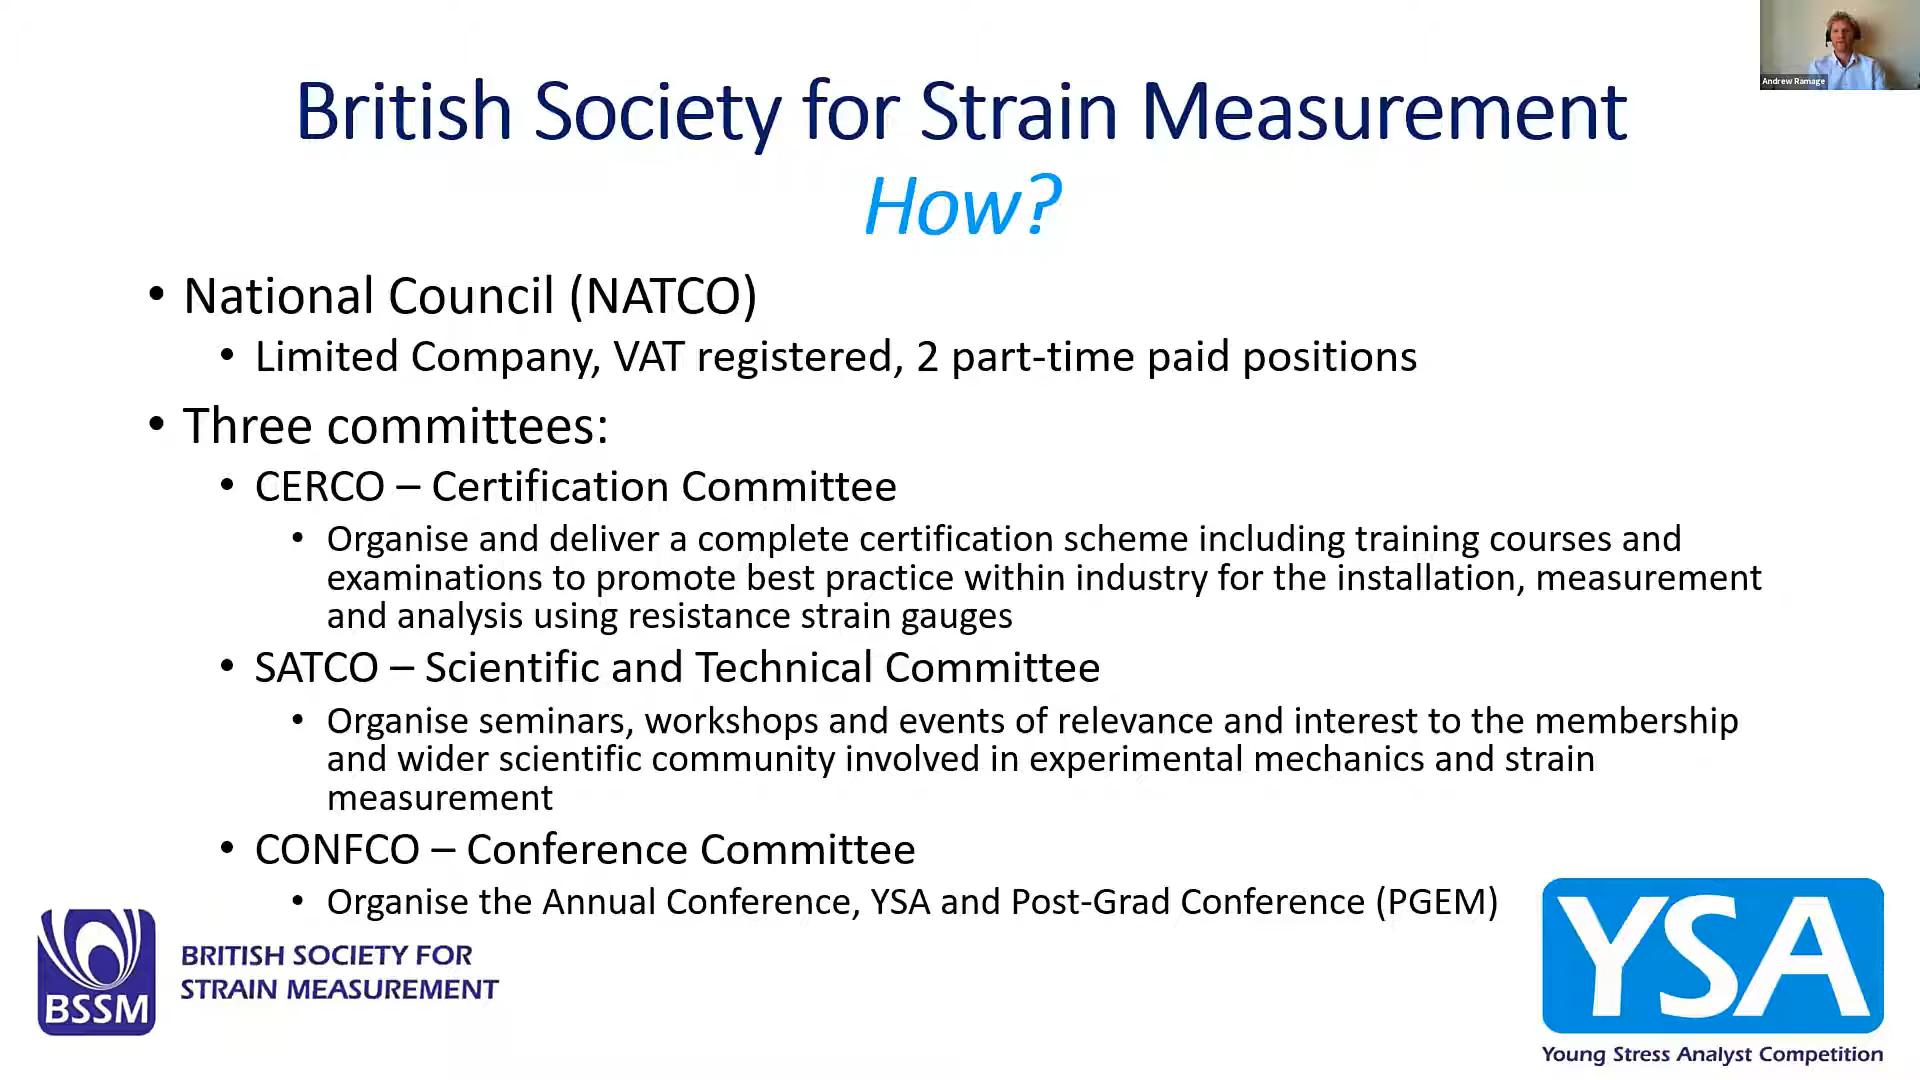 Andrew Ramage
British Society for Strain Measurement
How?
• National Council (NATCO)
• Limited Company, VAT registered, 2 part-time paid positions
• Three committees:
• CERCO – Certification Committee
• Organise and deliver a complete certification scheme including training courses and
examinations to promote best practice within industry for the installation, measurement
and analysis using resistance strain gauges
• SATCO – Scientific and Technical Committee
• Organise seminars, workshops and events of relevance and interest to the membership
and wider scientific community involved in experimental mechanics and strain
measurement
• CONFCO – Conference Committee
• Organise the Annual Conference, YSA and Post-Grad Conference (PGEM)
BSSM
BRITISH SOCIETY FOR
STRAIN MEASUREMENT
YSA
Young Stress Analyst Competition